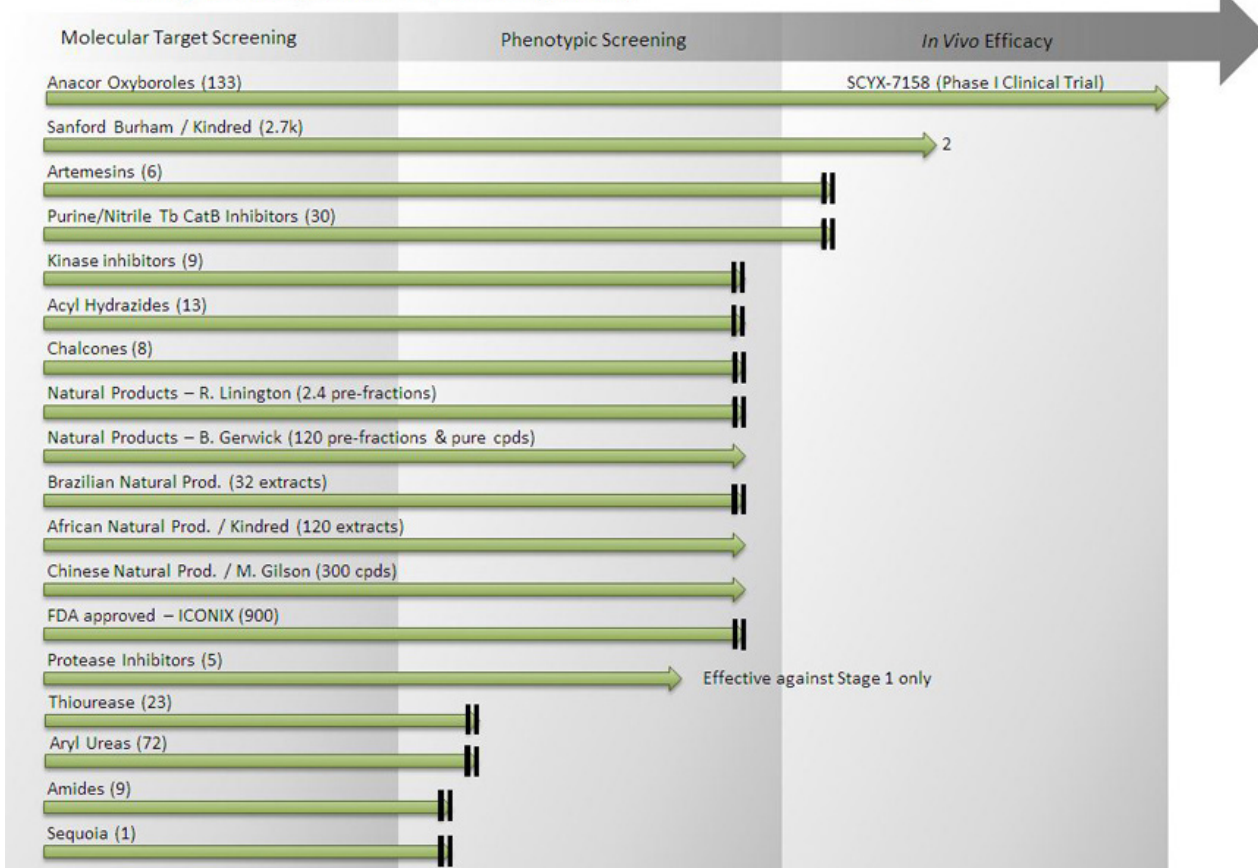 Molecular Target Screening
Phenotypic Screening
In Vivo Efficacy
Anacor Oxyboroles (133)
SCYX-7158 (Phase I Clinical Trial)
Sanford Burham / Kindred (2.7k)
2
Artemesins (6)
Purine/Nitrile Tb CatB Inhibitors (30)
Kinase inhibitors (9)
Acyl Hydrazides (13)
Chalcones (8)
Natural Products – R. Linington (2.4 pre-fractions)
Natural Products – B. Gerwick (120 pre-fractions & pure cpds)
Brazilian Natural Prod. (32 extracts)
African Natural Prod. / Kindred (120 extracts)
Chinese Natural Prod. / M. Gilson (300 cpds)
FDA approved – ICONIX (900)
Protease Inhibitors (5)
Effective against Stage 1 only
Thiourease (23)
Aryl Ureas (72)
Amides (9)
Sequoia (1)